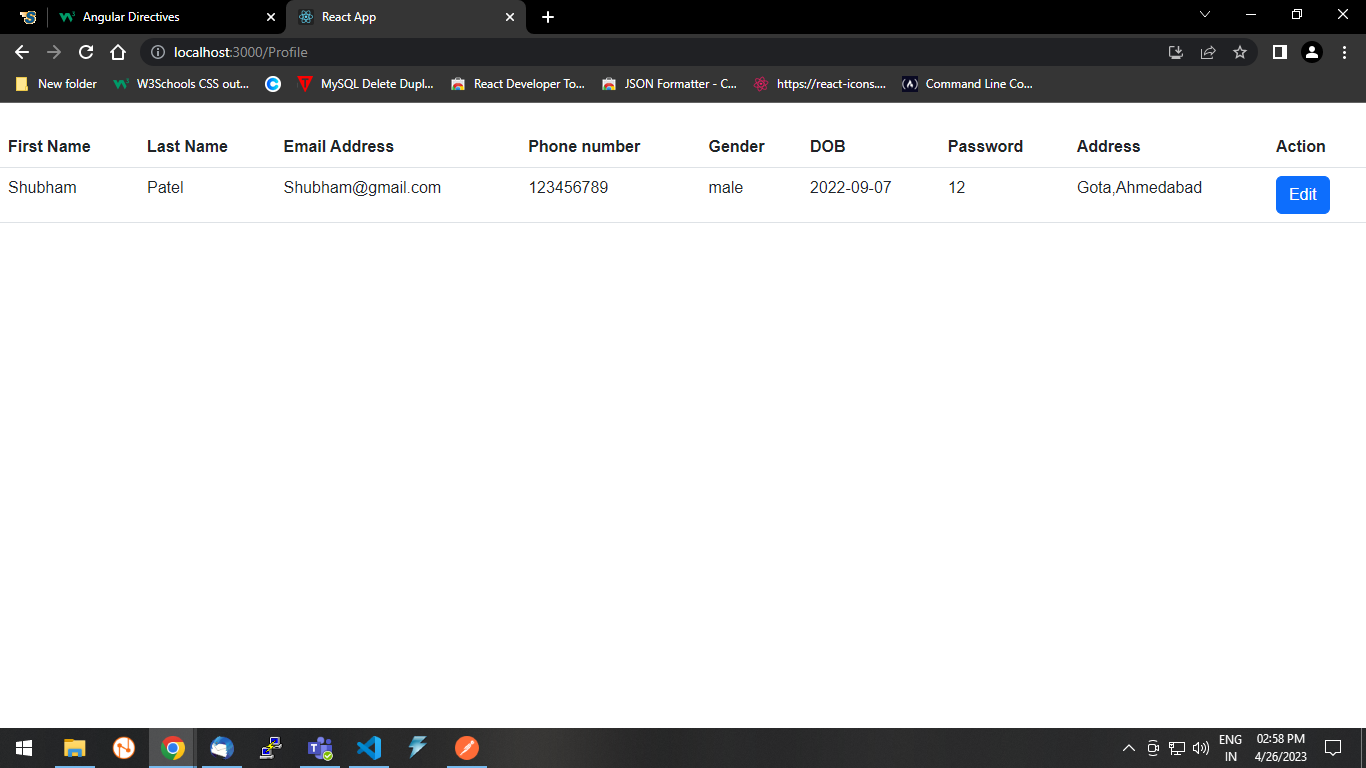 Angular Directives
React App
localhost:3000/Profile
New folder
W3Schools CSS out...
MySQL Delete Dupl...
React Developer To...
JSON Formatter - C...
https://react-icons....
Command Line Co...
First Name Last Name Email Address Phone number Gender DOB Password Address Action
Shubham Patel Shubham@gmail.com 123456789 male 2022-09-07 12 Gota,Ahmedabad Edit
ENG 02:58 PM
IN 4/26/2023